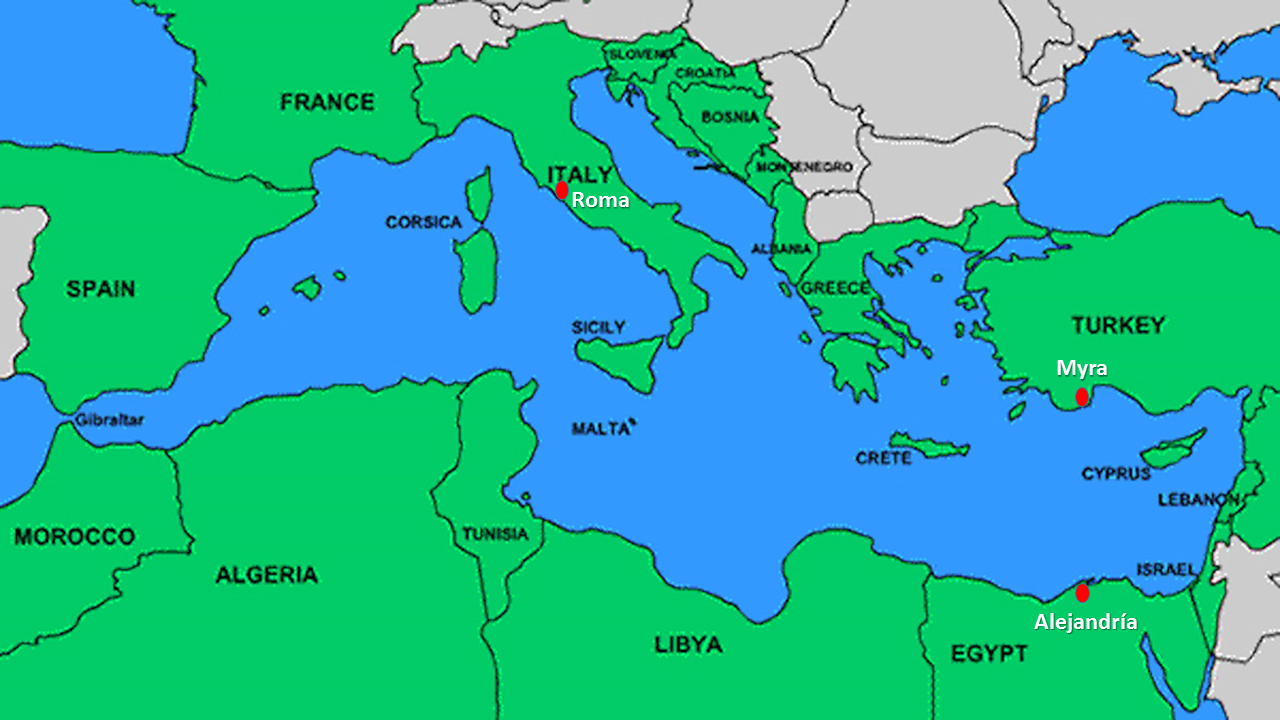 SLOVENIA
CROATIA
FRANCE
BOSNIA
MONTENEGRO
ITALY
Roma
CORSICA
ALBANIA
SPAIN
GREECE
SICILY
TURKEY
Myra
Gibraltar
MALTA
CRETE
CYPRUS
LEBANON
MOROCCO
TUNISIA
ISRAEL
ALGERIA
Alejandría
LIBYA
EGYPT